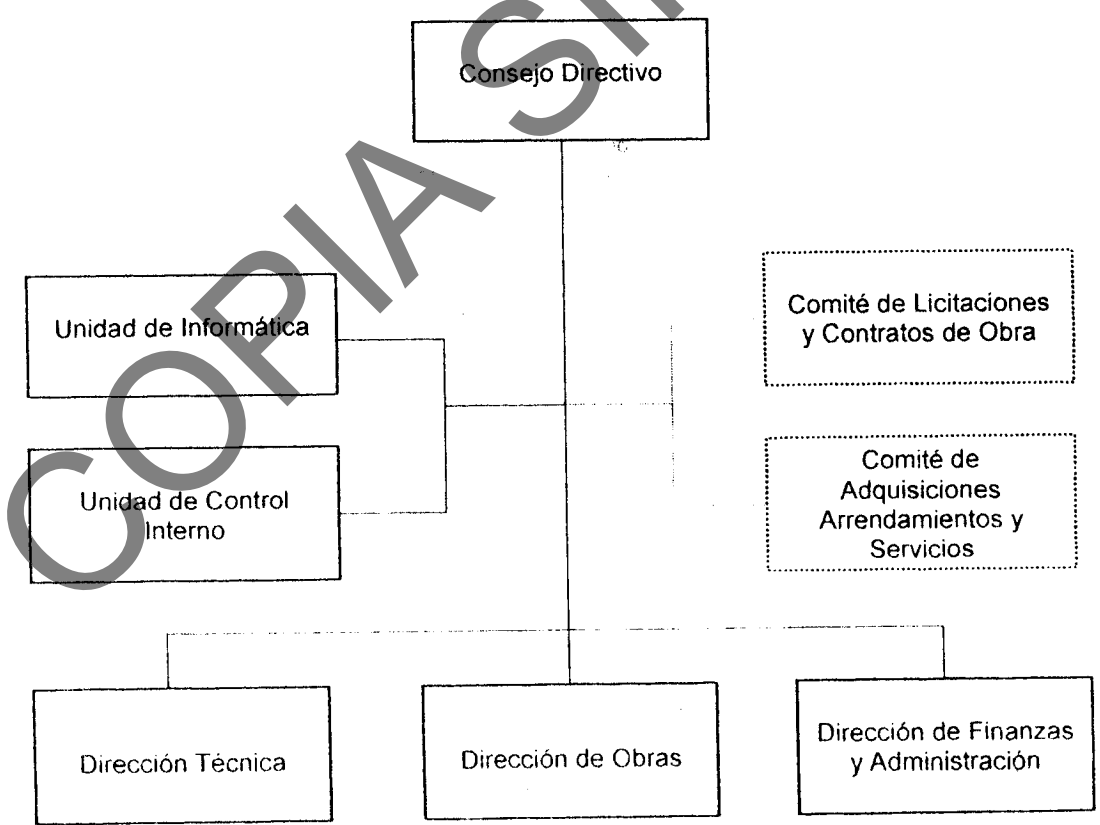 Consejo Directivo
Unidad de Informática
Comité de Licitaciones
y Contratos de Obra
Unidad de Control
Interno
Comité de
Adquisiciones
Arrendamientos y
Servicios
Dirección Técnica
Dirección de Obras
Dirección de Finanzas
y Administración
COPIA